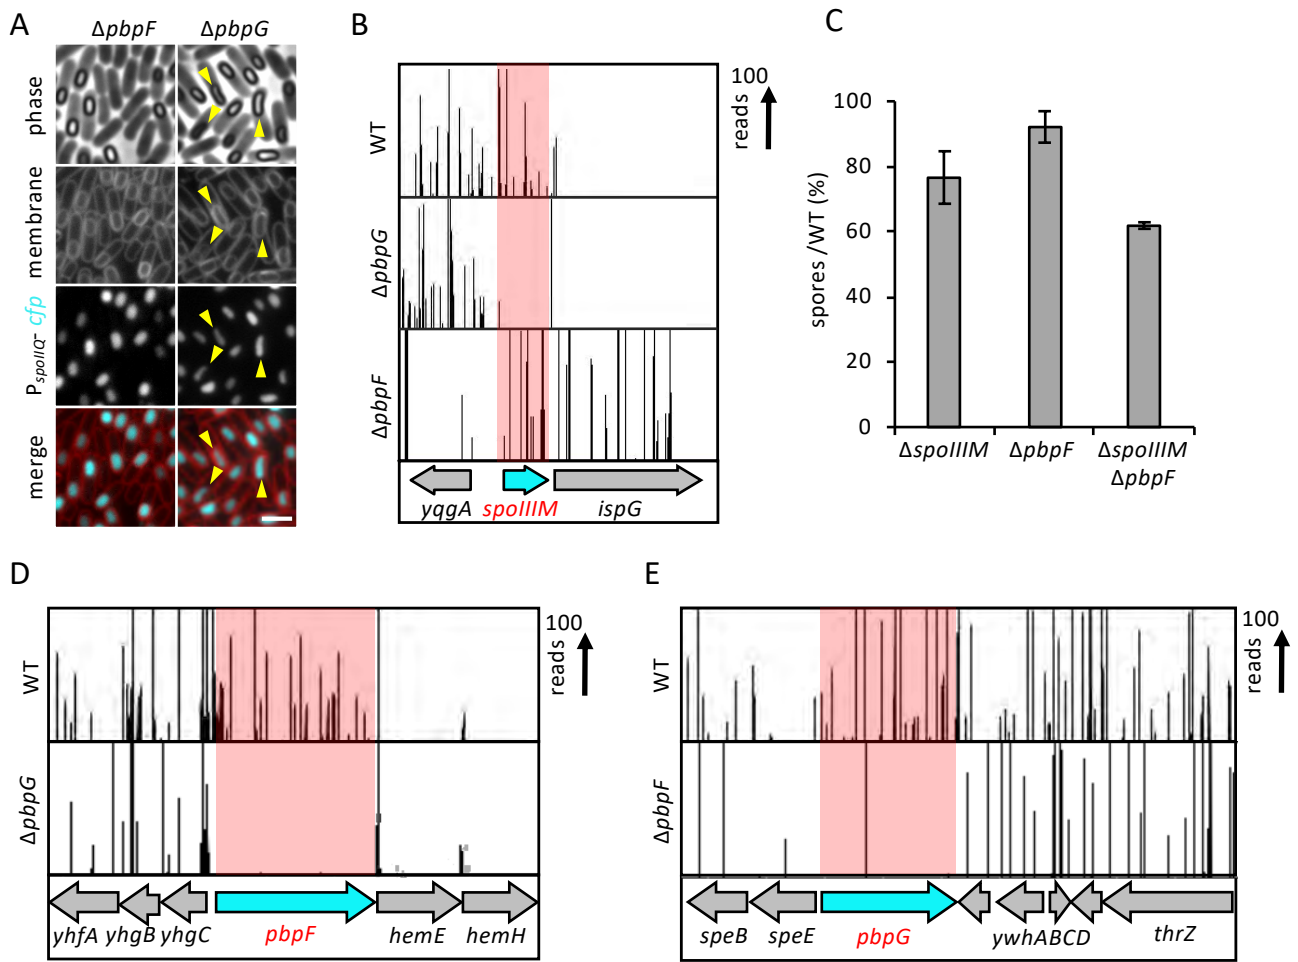 A
ΔpbpF ΔpbpG
phase
membrane
PspoIIQ- cfp
merge
B
100
reads
WT
ΔpbpG
ΔpbpF
yqgA spoIIIM ispG
C
spores /WT (%)
100
80
60
40
20
0
ΔspoIIIM ΔpbpF ΔspoIIIM
ΔpbpF
D
100
reads
WT
ΔpbpG
yhfA yhgB yhgC pbpF hemE hemH
E
100
reads
WT
ΔpbpF
speB speE pbpG ywhABCD thrZ